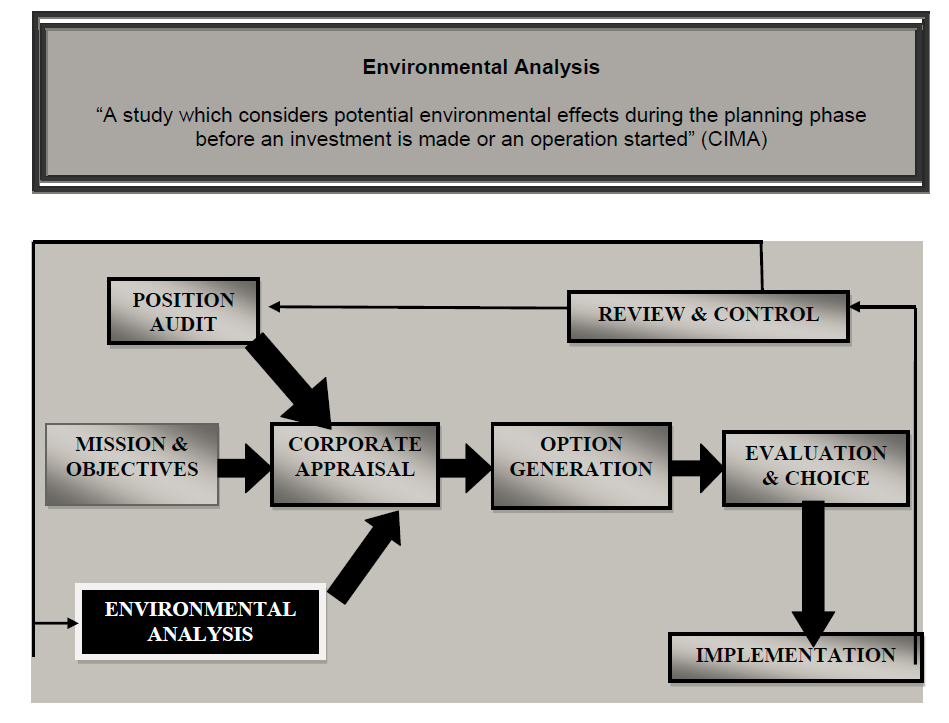 Environmental Analysis
“A study which considers potential environmental effects during the planning phase
before an investment is made or an operation started” (CIMA)
POSITION
AUDIT
REVIEW & CONTROL
MISSION &
OBJECTIVES
CORPORATE
APPRAISAL
OPTION
GENERATION
EVALUATION
& CHOICE
ENVIRONMENTAL
ANALYSIS
IMPLEMENTATION